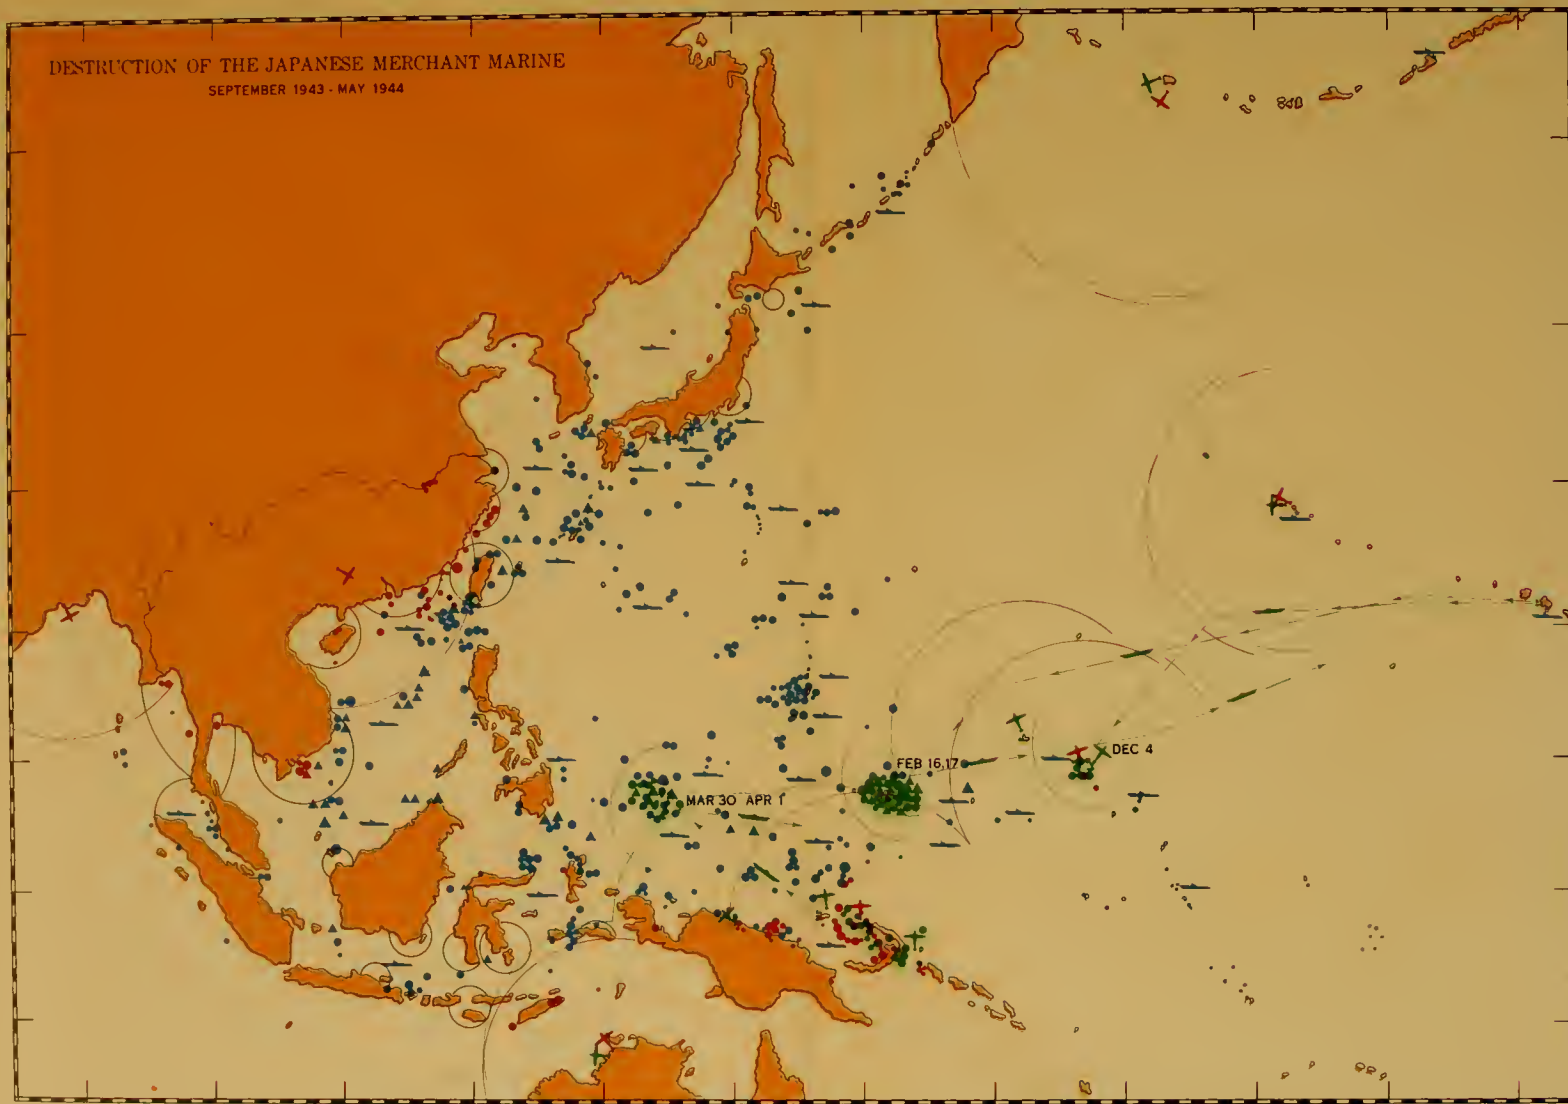 DESTRUCTION OF THE JAPANESE MERCHANT MARINE
SEPTEMBER 1943 - MAY 1944
FEB 16,17
DEC 4
MAR 30 APR 1